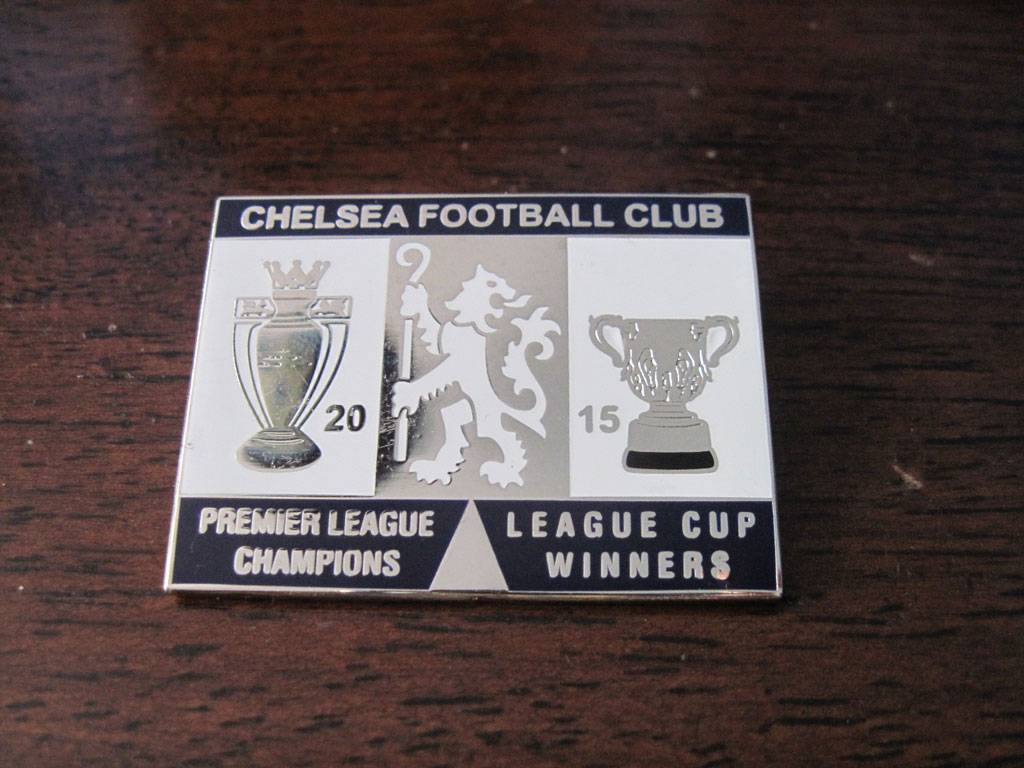 CHELSEA FOOTBALL CLUB
20
15
PREMIER LEAGUE
CHAMPIONS
LEAGUE CUP
WINNERS